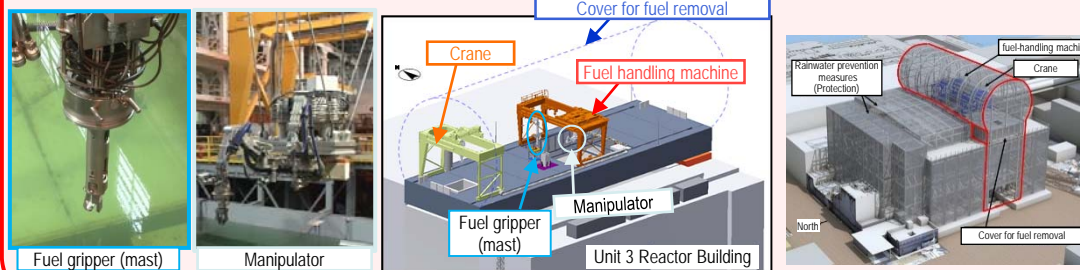 Fuel gripper (mast)
Manipulator
Cover for fuel removal
Crane
Fuel handling machine
N
Manipulator
Fuel gripper
(mast)
Unit 3 Reactor Building
fuel-handling machi
Crane
Rainwater prevention
measures
(Protection)
North
Cover for fuel removal